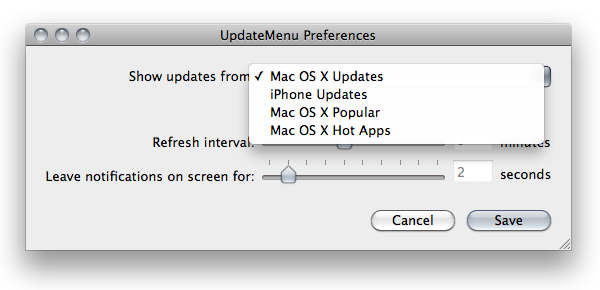 UpdateMenu Preferences
Show updates from ✓ Mac OS X Updates
iPhone Updates
Mac OS X Popular
Mac OS X Hot Apps
Refresh interval: minutes
Leave notifications on screen for: 2 seconds
Cancel Save